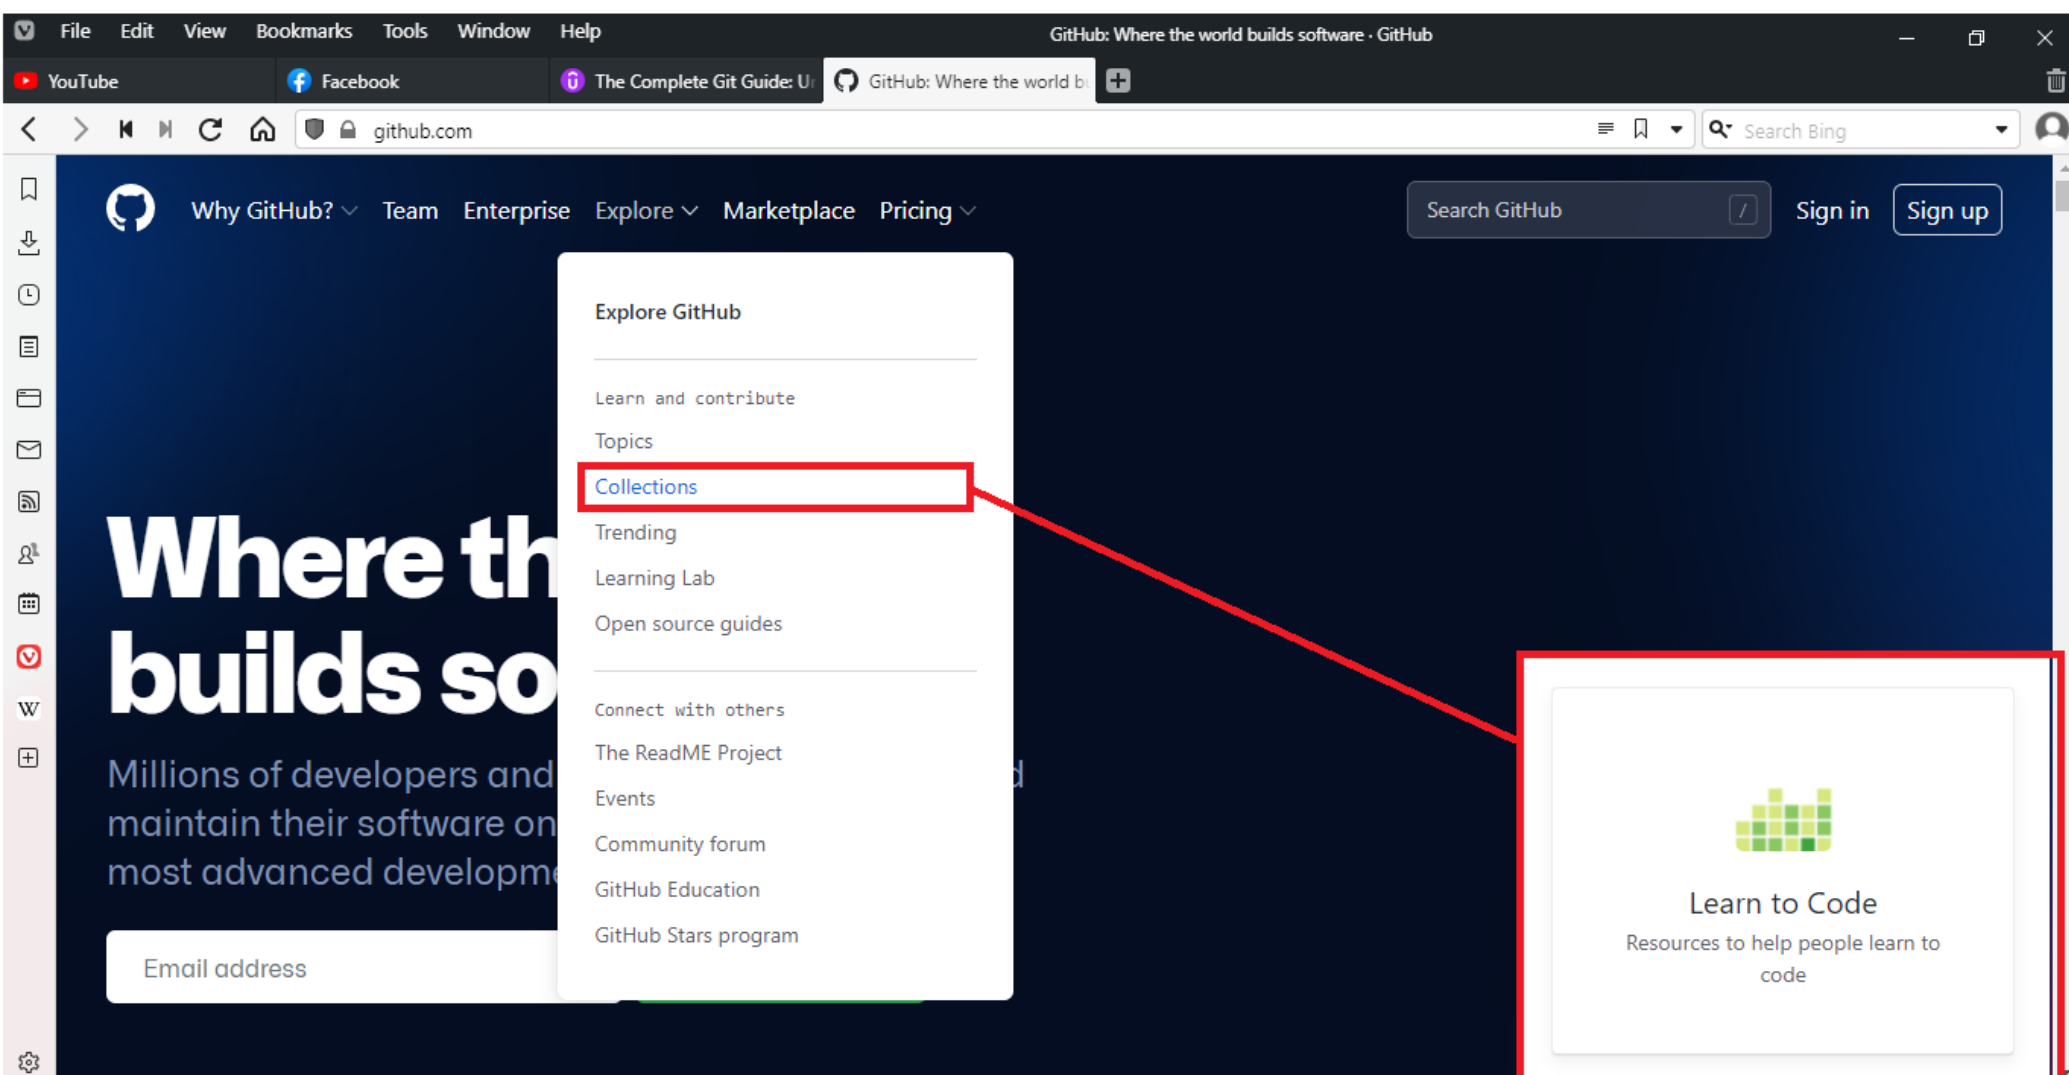 File Edit View Bookmarks Tools Window Help
GitHub: Where the world builds software · GitHub
YouTube
Facebook
The Complete Git Guide: Ur
GitHub: Where the world bu
github.com
Search Bing
Why GitHub? Team Enterprise Explore Marketplace Pricing
Search GitHub /
Sign in Sign up
Explore GitHub
Learn and contribute
Topics
Collections
Trending
Learning Lab
Open source guides
Connect with others
The ReadME Project
Events
Community forum
GitHub Education
GitHub Stars program
Where th
builds so
Millions of developers and
d
maintain their software on
most advanced developme
Email address
W
Learn to Code
Resources to help people learn to
code